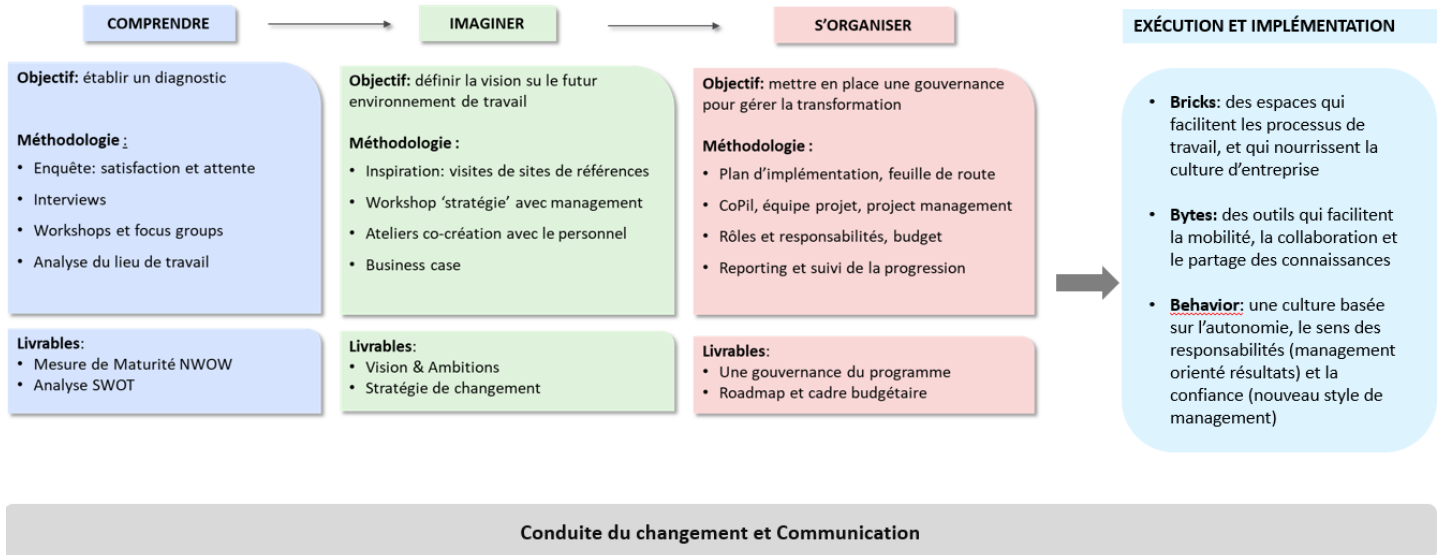 COMPRENDRE
IMAGINER
S’ORGANISER
EXÉCUTION ET IMPLÉMENTATION
Objectif: établir un diagnostic
Méthodologie :
• Enquête: satisfaction et attente
• Interviews
• Workshops et focus groups
• Analyse du lieu de travail
Livrables:
• Mesure de Maturité NWOW
• Analyse SWOT
Objectif: définir la vision su le futur
environnement de travail
Méthodologie :
• Inspiration: visites de sites de références
• Workshop ‘stratégie’ avec management
• Ateliers co-création avec le personnel
• Business case
Livrables:
• Vision & Ambitions
• Stratégie de changement
Objectif: mettre en place une gouvernance
pour gérer la transformation
Méthodologie :
• Plan d’implémentation, feuille de route
• CoPil, équipe projet, project management
• Rôles et responsabilités, budget
• Reporting et suivi de la progression
Livrables:
• Une gouvernance du programme
• Roadmap et cadre budgétaire
• Bricks: des espaces qui
facilitent les processus de
travail, et qui nourrissent la
culture d’entreprise
• Bytes: des outils qui facilitent
la mobilité, la collaboration et
le partage des connaissances
• Behavior: une culture basée
sur l’autonomie, le sens des
responsabilités (management
orienté résultats) et la
confiance (nouveau style de
management)
Conduite du changement et Communication